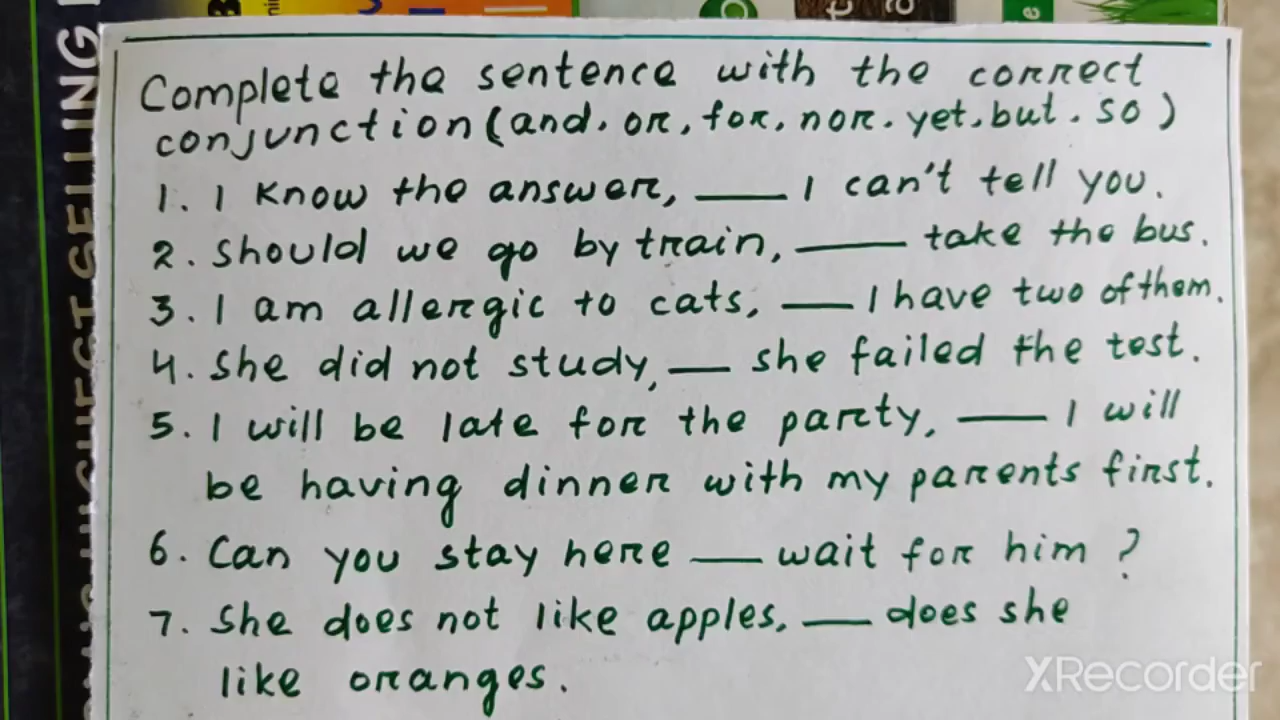 SELLING
Complete the sentence with the correct
conjunction (and, or, for, nor. yet, but. so)
1. I know the answer, ___ I can't tell you.
2. Should we go by train, ___ take the bus.
3. I am allergic to cats, ___ I have two of them.
4. She did not study, ___ she failed the test.
5. I will be late for the party, ___ I will
be having dinner with my parents first.
6. Can you stay here ___ wait for him ?
7. She does not like apples, ___ does she
like oranges.
XRecorder